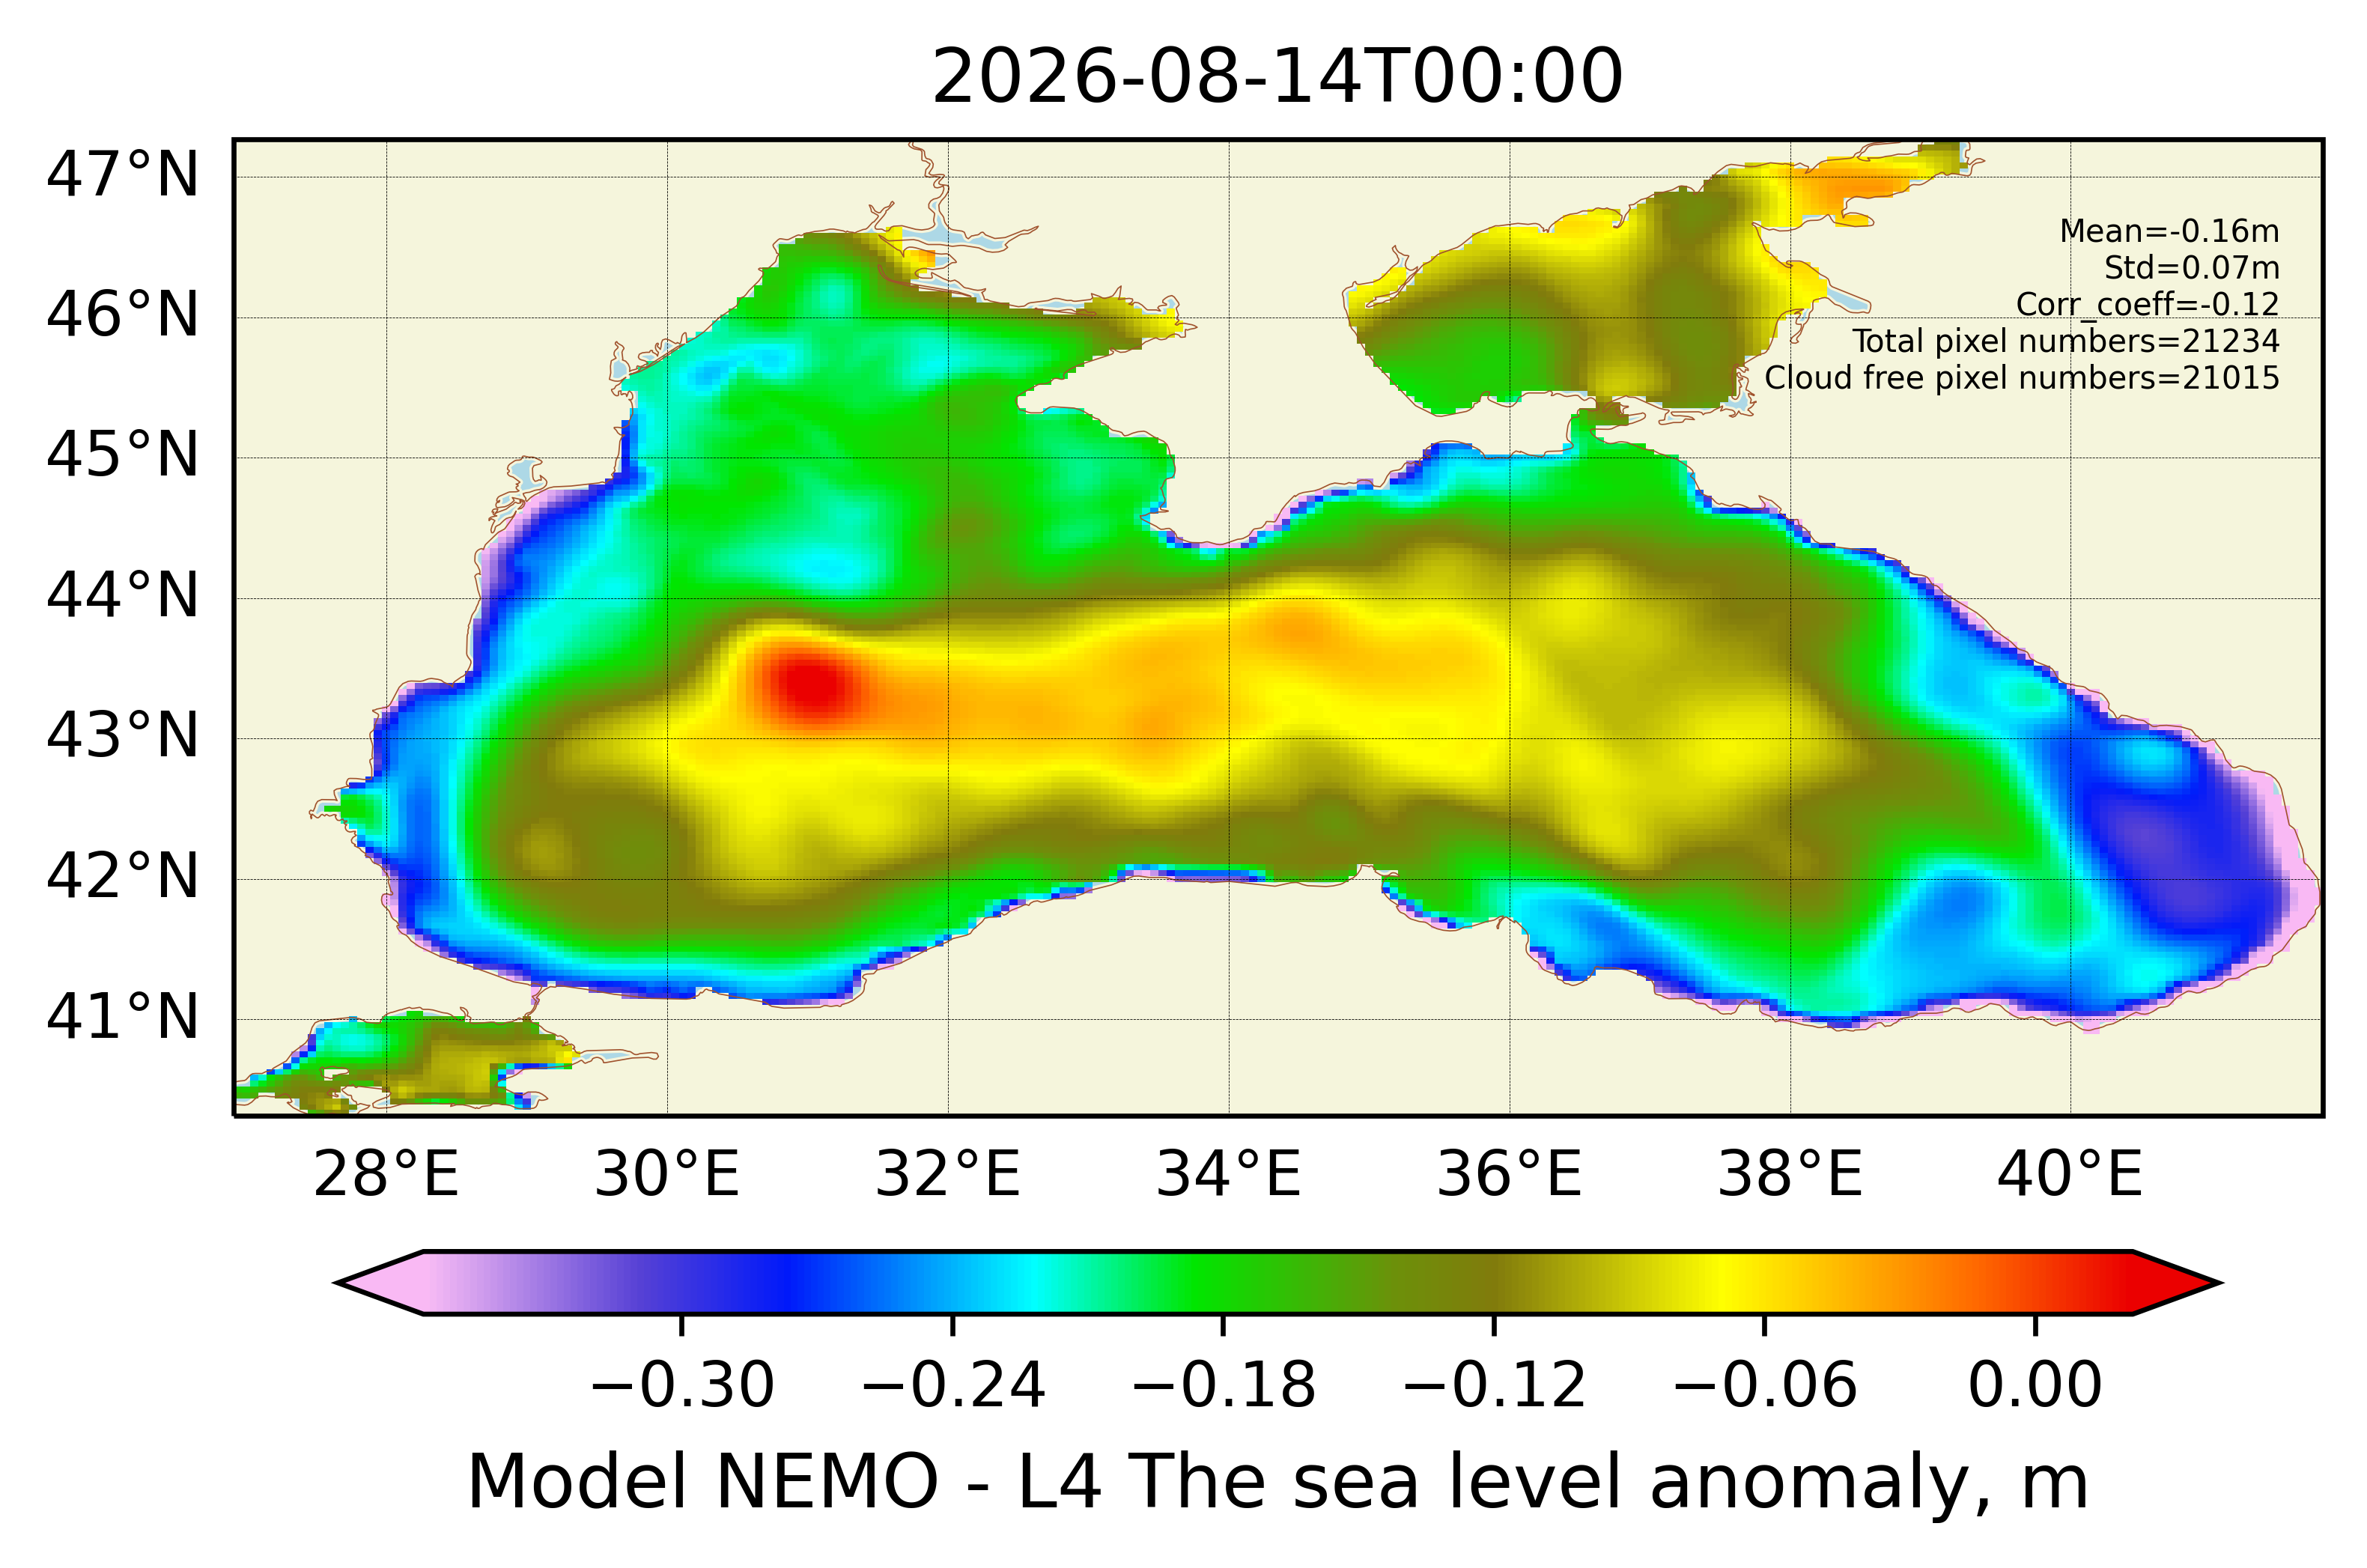 2026-08-14T00:00
47°N
46°N
45°N
44°N
43°N
42°N
41°N
Mean=-0.16m
Std=0.07m
Corr_coeff=-0.12
Total pixel numbers=21234
Cloud free pixel numbers=21015
28°E 30°E 32°E 34°E 36°E 38°E 40°E
−0.30 −0.24 −0.18 −0.12 −0.06 0.00
Model NEMO - L4 The sea level anomaly, m